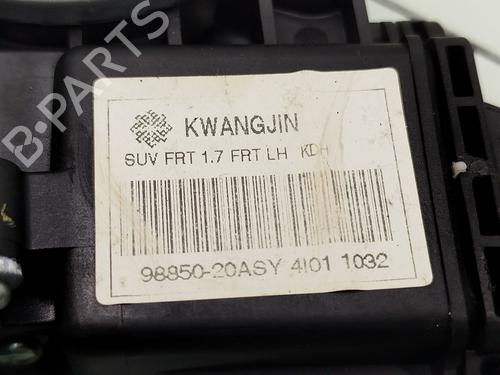 B-PARTS
KWANGJIN
SUV FRT 1.7 FRT LH KDH
98850-20ASY 4I01 1032